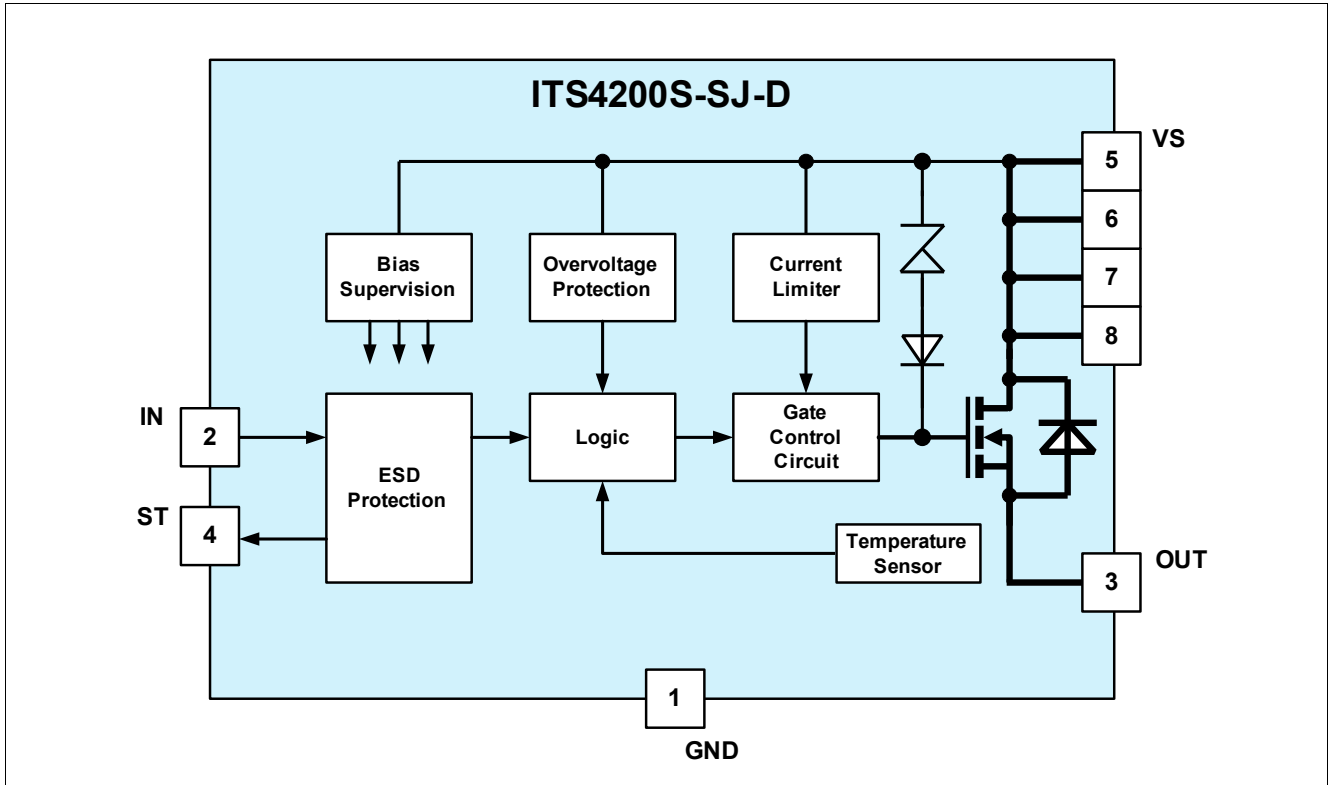 ITS4200S-SJ-D
VS
5
6
7
8
Bias
Supervision
Overvoltage
Protection
Current
Limiter
IN
2
ST
4
ESD
Protection
Logic
Gate
Control
Circuit
Temperature
Sensor
OUT
3
1
GND